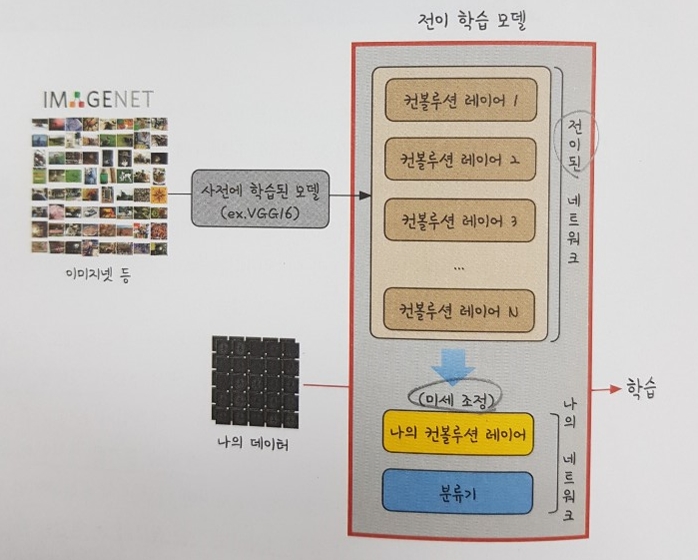 전이 학습 모델
IMAGENET
이미지넷 등
사전에 학습된 모델
(ex.VGG16)
컨볼루션 레이어 1
컨볼루션 레이어 2
컨볼루션 레이어 3
...
컨볼루션 레이어 N
전이된 네트워크
(미세 조정)
나의 데이터
나의 컨볼루션 레이어
분류기
나의 네트워크
학습